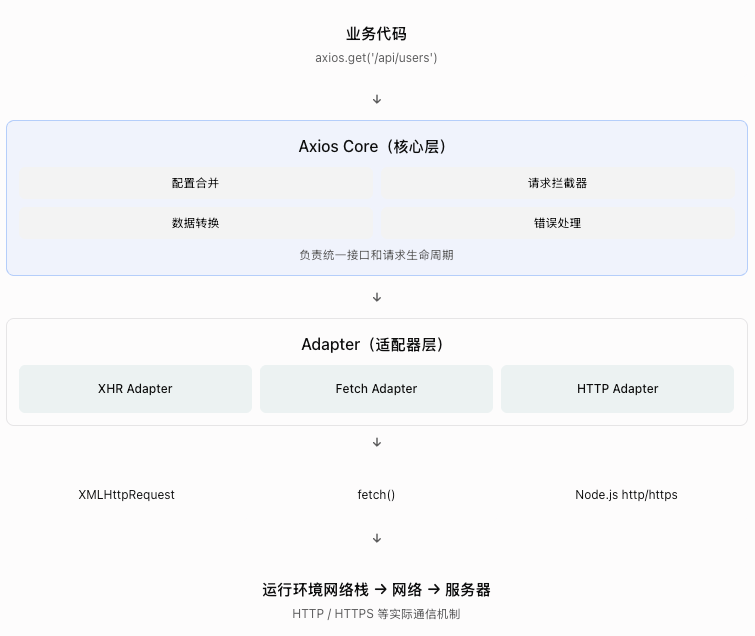 业务代码
axios.get('/api/users')
↓
Axios Core（核心层）
配置合并 请求拦截器
数据转换 错误处理
负责统一接口和请求生命周期
↓
Adapter（适配器层）
XHR Adapter Fetch Adapter HTTP Adapter
↓
XMLHttpRequest fetch() Node.js http/https
↓
运行环境网络栈 → 网络 → 服务器
HTTP / HTTPS 等实际通信机制